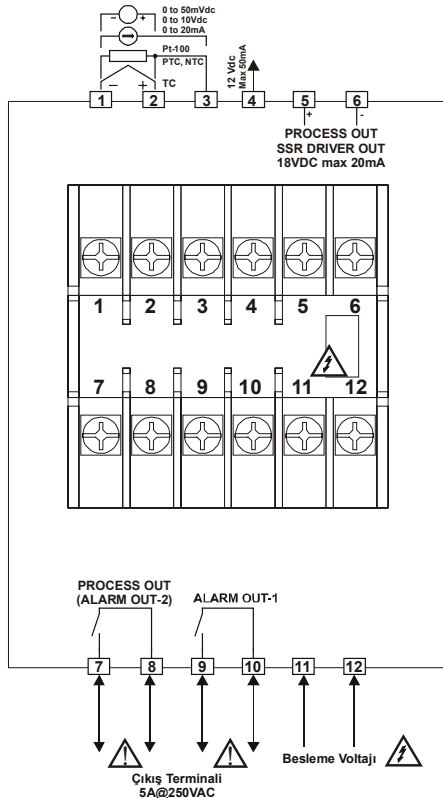 - + 0 to 50mVdc
0 to 10Vdc
0 to 20mA
Pt-100
PTC, NTC
- + TC
12 Vdc
Max 50mA
1 2 3 4 5 6
+ -
PROCESS OUT
SSR DRIVER OUT
18VDC max 20mA
1 2 3 4 5 6
7 8 9 10 11 12
PROCESS OUT
(ALARM OUT-2)
ALARM OUT-1
7 8 9 10 11 12
Çıkış Terminali
5A@250VAC
Besleme Voltajı